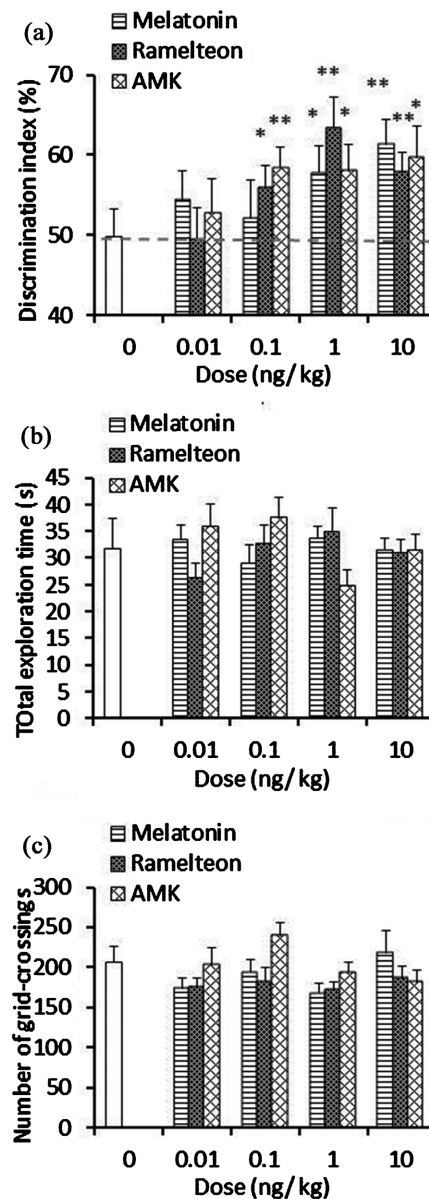 (a)
Melatonin
Ramelteon
AMK
Discrimination index (%)
70
60
50
40
* ** * ** * ** ** *
0 0.01 0.1 1 10
Dose (ng/ kg)
(b)
Melatonin
Ramelteon
AMK
TOtal exploration time (s)
45
40
35
30
25
20
15
10
5
0
0 0.01 0.1 1 10
Dose (ng/ kg)
(c)
Melatonin
Ramelteon
AMK
Number of grid-crossings
300
250
200
150
100
50
0
0 0.01 0.1 1 10
Dose (ng/ kg)